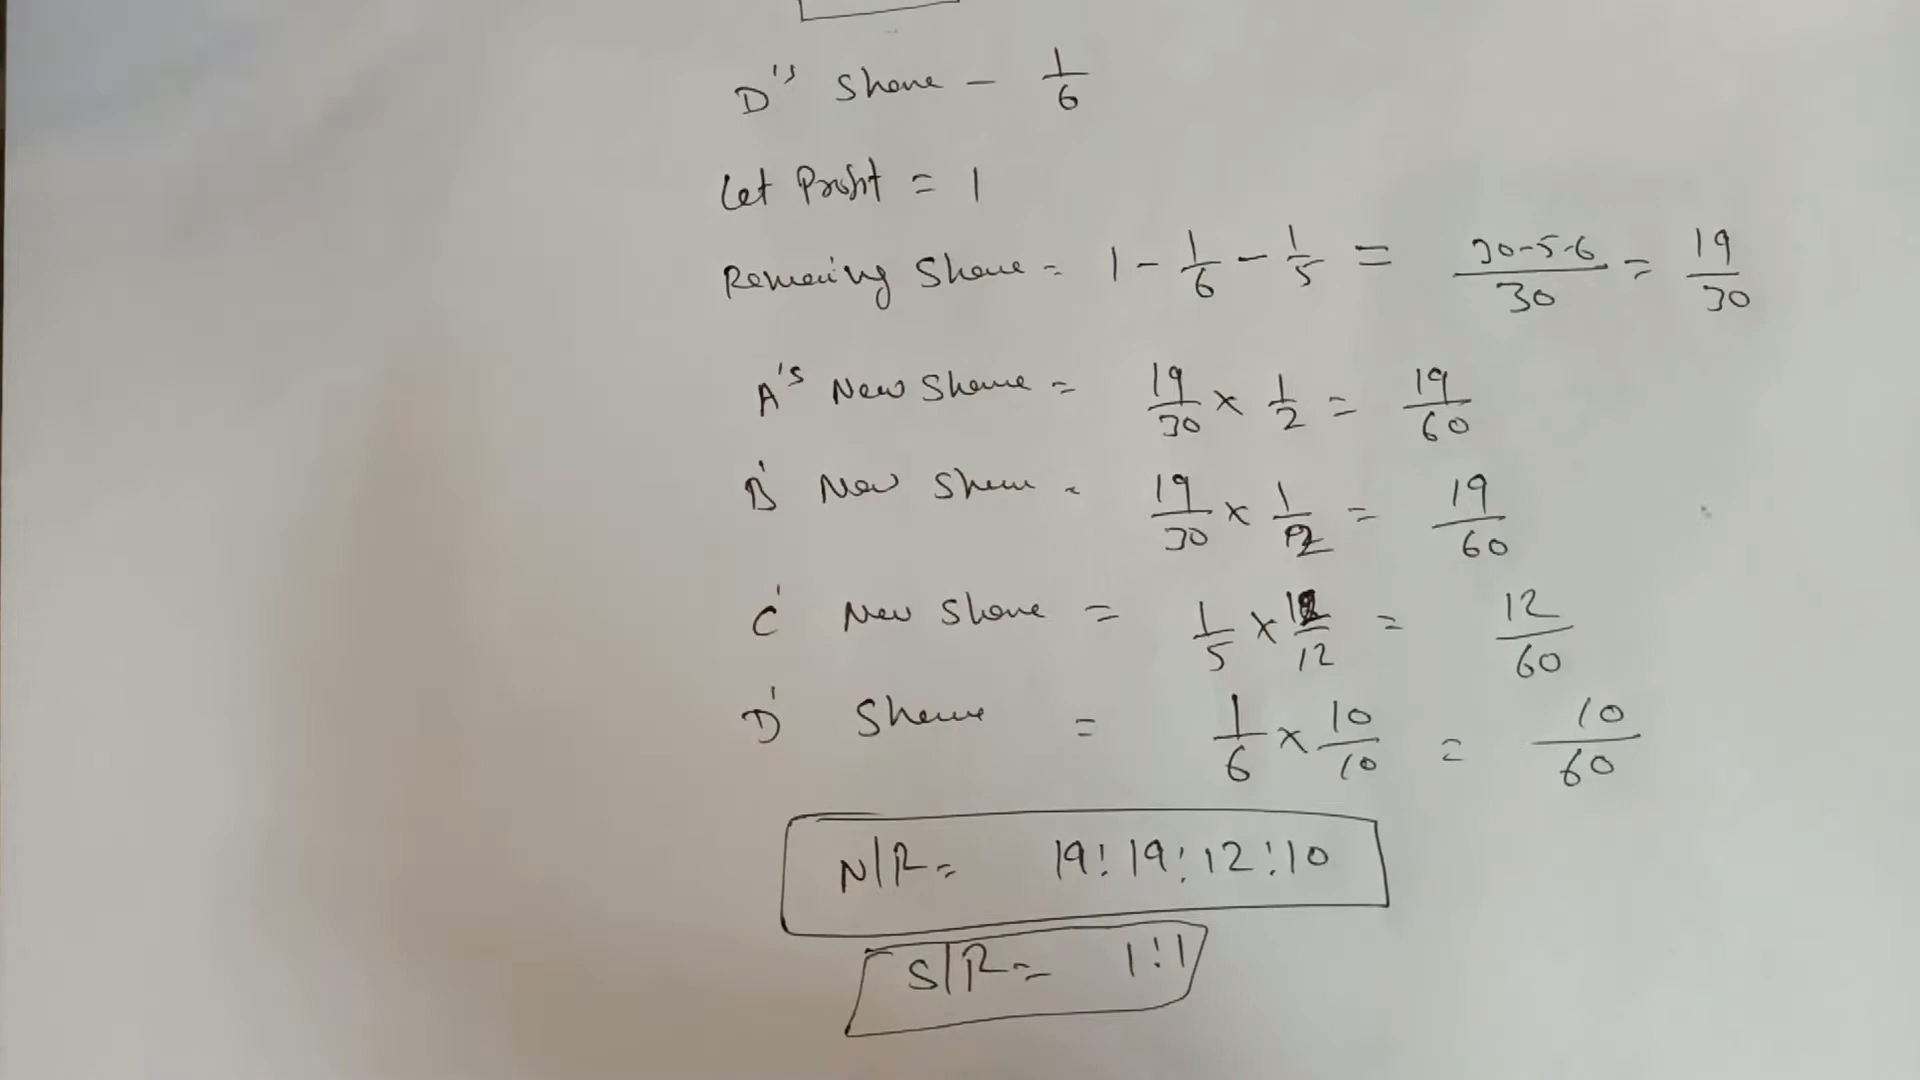 D's Share - 1/6
Let Profit = 1
Remaining Share = 1 - 1/6 - 1/5 = 30-5-6/30 = 19/30
A's New Share = 19/30 × 1/2 = 19/60
B' New Share = 19/30 × 1/2 = 19/60
C' New Share = 1/5 × 12/12 = 12/60
D' Share = 1/6 × 10/10 = 10/60
N/R = 19:19:12:10
S/R = 1:1